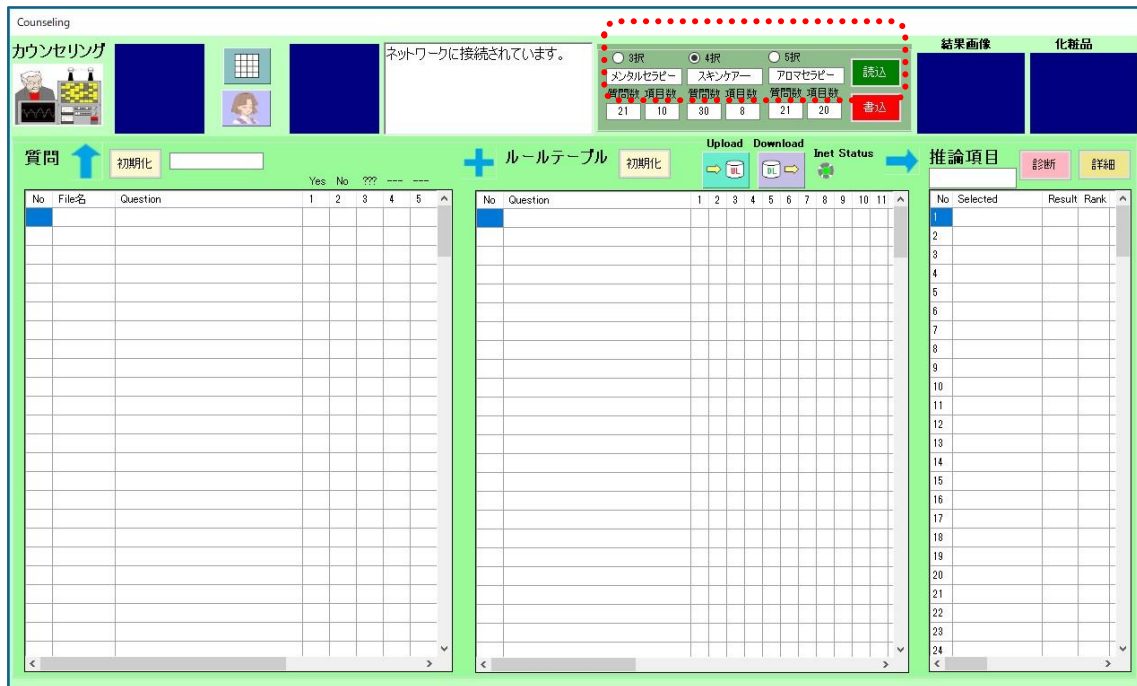 Counseling
カウンセリング
ネットワークに接続されています。
3択 4択 5択
メンタルセラピー スキンケアー アロマセラピー 読込
質問数 項目数 質問数 項目数 質問数 項目数
21 10 30 8 21 20 書込
結果画像 化粧品
質問 初期化
Yes No ??? --- ---
No File名 Question 1 2 3 4 5
ルールテーブル 初期化
Upload Download Inet Status
UL DL
No Question 1 2 3 4 5 6 7 8 9 10 11
推論項目 診断 詳細
No Selected Result Rank
1
2
3
4
5
6
7
8
9
10
11
12
13
14
15
16
17
18
19
20
21
22
23
24